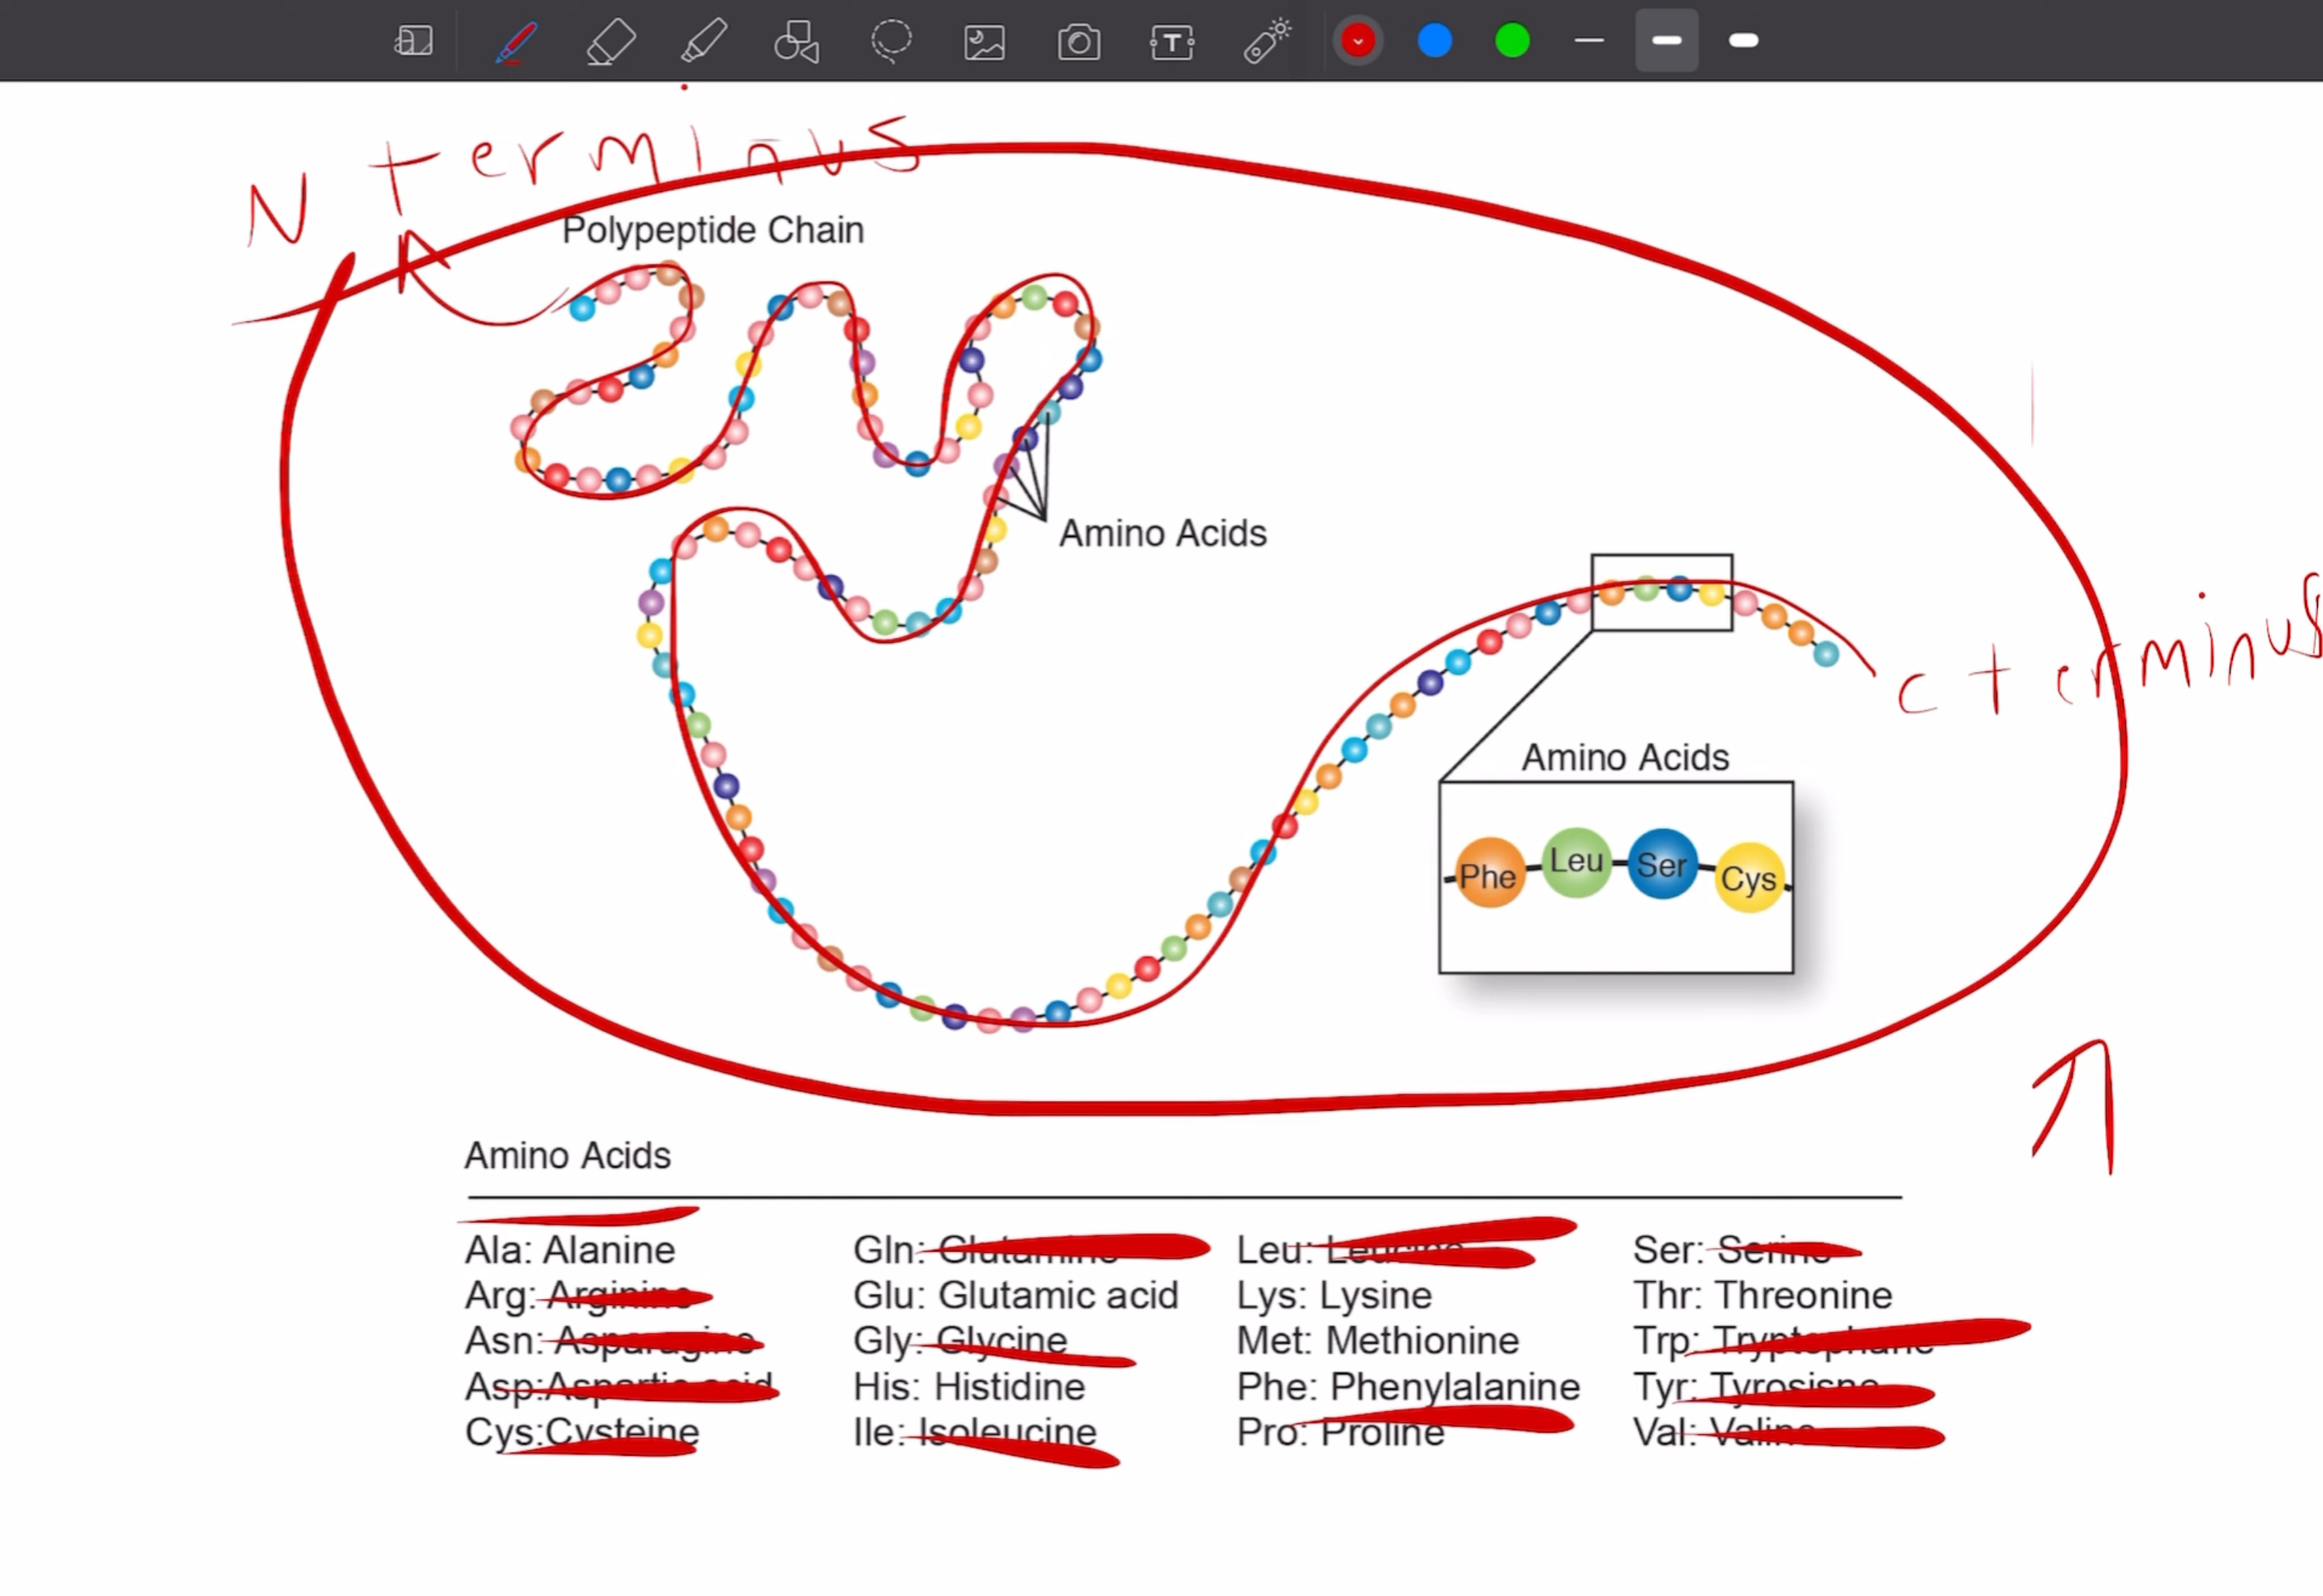 N terminus
Polypeptide Chain
Amino Acids
c terminus
Amino Acids
Phe Leu Ser Cys
Amino Acids
Ala: Alanine Gln: Glutamine Leu: Leucine Ser: Serine
Arg: Arginine Glu: Glutamic acid Lys: Lysine Thr: Threonine
Asn: Asparagine Gly: Glycine Met: Methionine Trp: Tryptophane
Asp:Aspartic acid His: Histidine Phe: Phenylalanine Tyr: Tyrosisne
Cys:Cysteine Ile: Isoleucine Pro: Proline Val: Valine